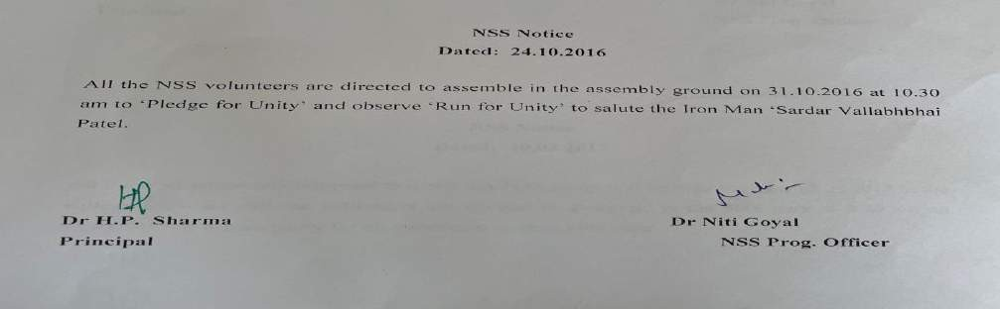 NSS Notice
Dated: 24.10.2016
All the NSS volunteers are directed to assemble in the assembly ground on 31.10.2016 at 10.30
am to 'Pledge for Unity' and observe 'Run for Unity' to salute the Iron Man 'Sardar Vallabhbhai
Patel.
Dr H.P. Sharma
Dr Niti Goyal
Principal
NSS Prog. Officer